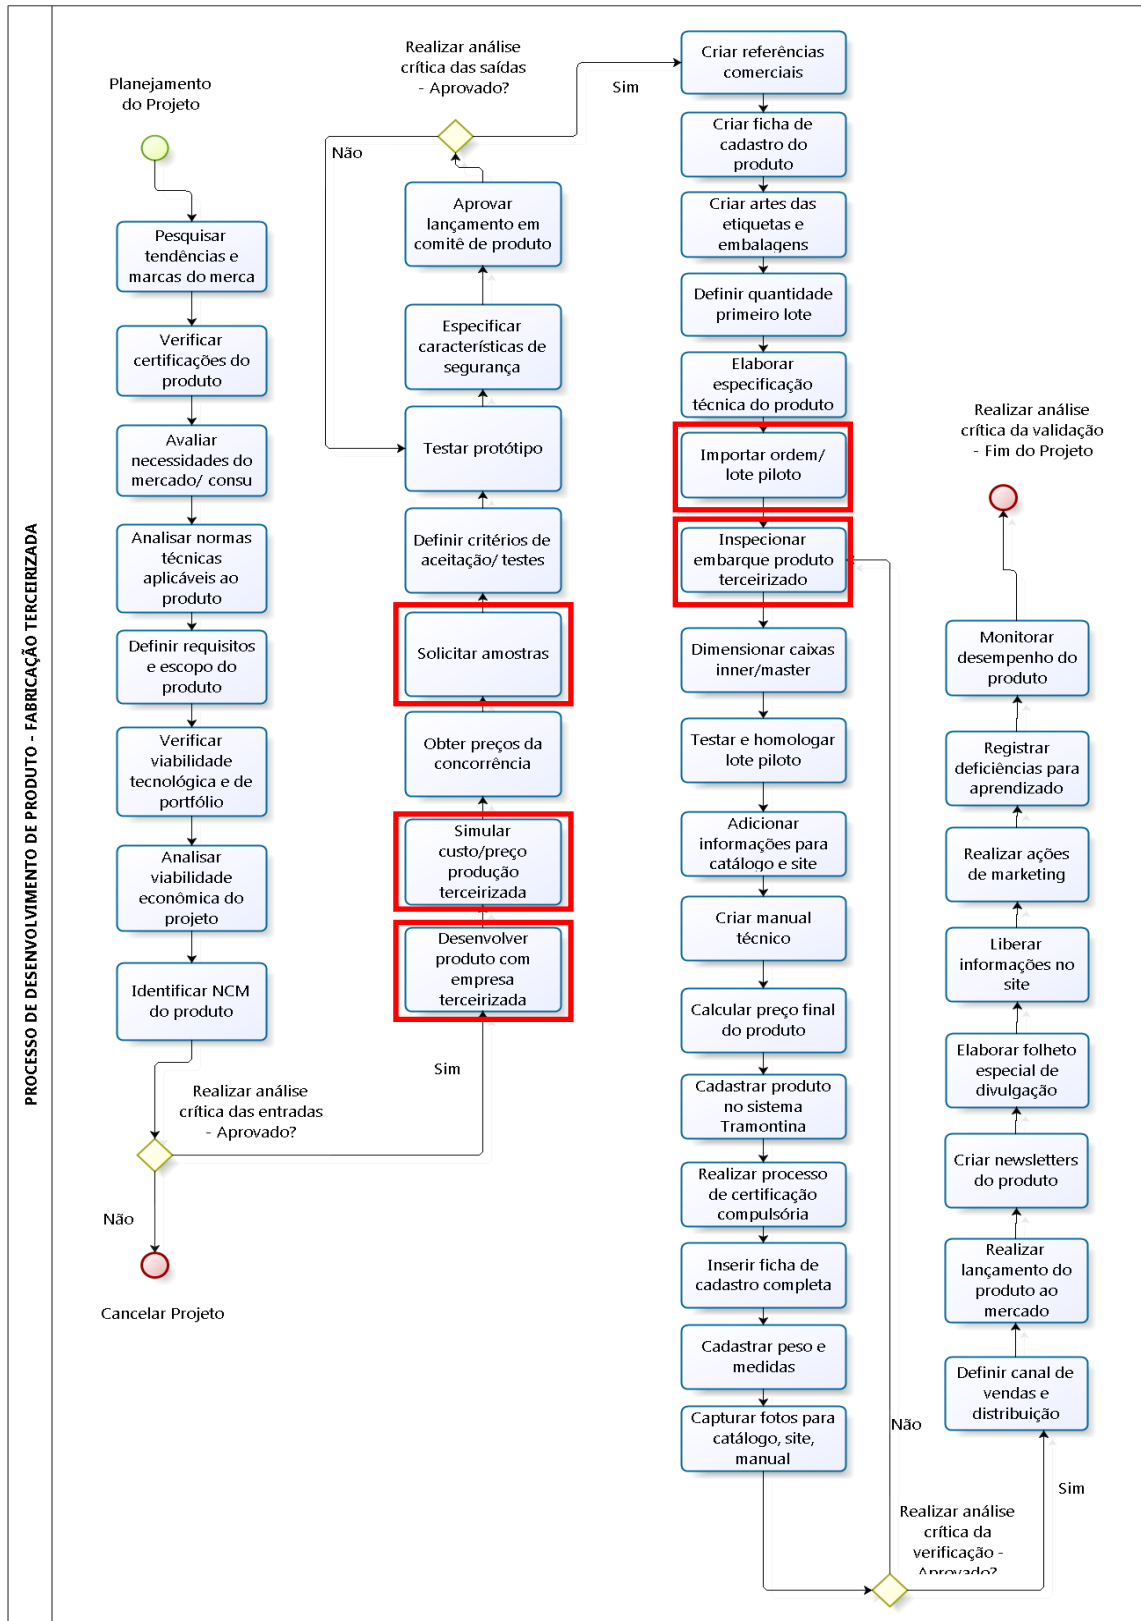 PROCESSO DE DESENVOLVIMENTO DE PRODUTO - FABRICAÇÃO TERCEIRIZADA
Planejamento
do Projeto
Pesquisar
tendências e
marcas do merca
Verificar
certificações do
produto
Avaliar
necessidades do
mercado/ consu
Analisar normas
técnicas
aplicáveis ao
produto
Definir requisitos
e escopo do
produto
Verificar
viabilidade
tecnológica e de
portfólio
Analisar
viabilidade
econômica do
projeto
Identificar NCM
do produto
Realizar análise
crítica das entradas
- Aprovado?
Não
Cancelar Projeto
Sim
Desenvolver
produto com
empresa
terceirizada
Simular
custo/preço
produção
terceirizada
Obter preços da
concorrência
Solicitar amostras
Definir critérios de
aceitação/ testes
Testar protótipo
Especificar
características de
segurança
Aprovar
lançamento em
comitê de produto
Realizar análise
crítica das saídas
- Aprovado?
Não
Sim
Criar referências
comerciais
Criar ficha de
cadastro do
produto
Criar artes das
etiquetas e
embalagens
Definir quantidade
primeiro lote
Elaborar
especificação
técnica do produto
Importar ordem/
lote piloto
Inspecionar
embarque produto
terceirizado
Dimensionar caixas
inner/master
Testar e homologar
lote piloto
Adicionar
informações para
catálogo e site
Criar manual
técnico
Calcular preço final
do produto
Cadastrar produto
no sistema
Tramontina
Realizar processo
de certificação
compulsória
Inserir ficha de
cadastro completa
Cadastrar peso e
medidas
Capturar fotos para
catálogo, site,
manual
Realizar análise
crítica da
verificação -
Aprovado?
Não
Sim
Definir canal de
vendas e
distribuição
Realizar
lançamento do
produto ao
mercado
Criar newsletters
do produto
Elaborar folheto
especial de
divulgação
Liberar
informações no
site
Realizar ações
de marketing
Registrar
deficiências para
aprendizado
Monitorar
desempenho do
produto
Realizar análise
crítica da validação
- Fim do Projeto